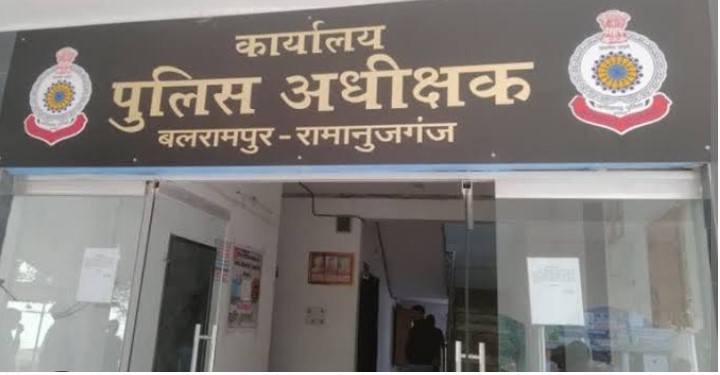 कार्यालय
पुलिस अधीक्षक
बलरामपुर - रामानुजगंज